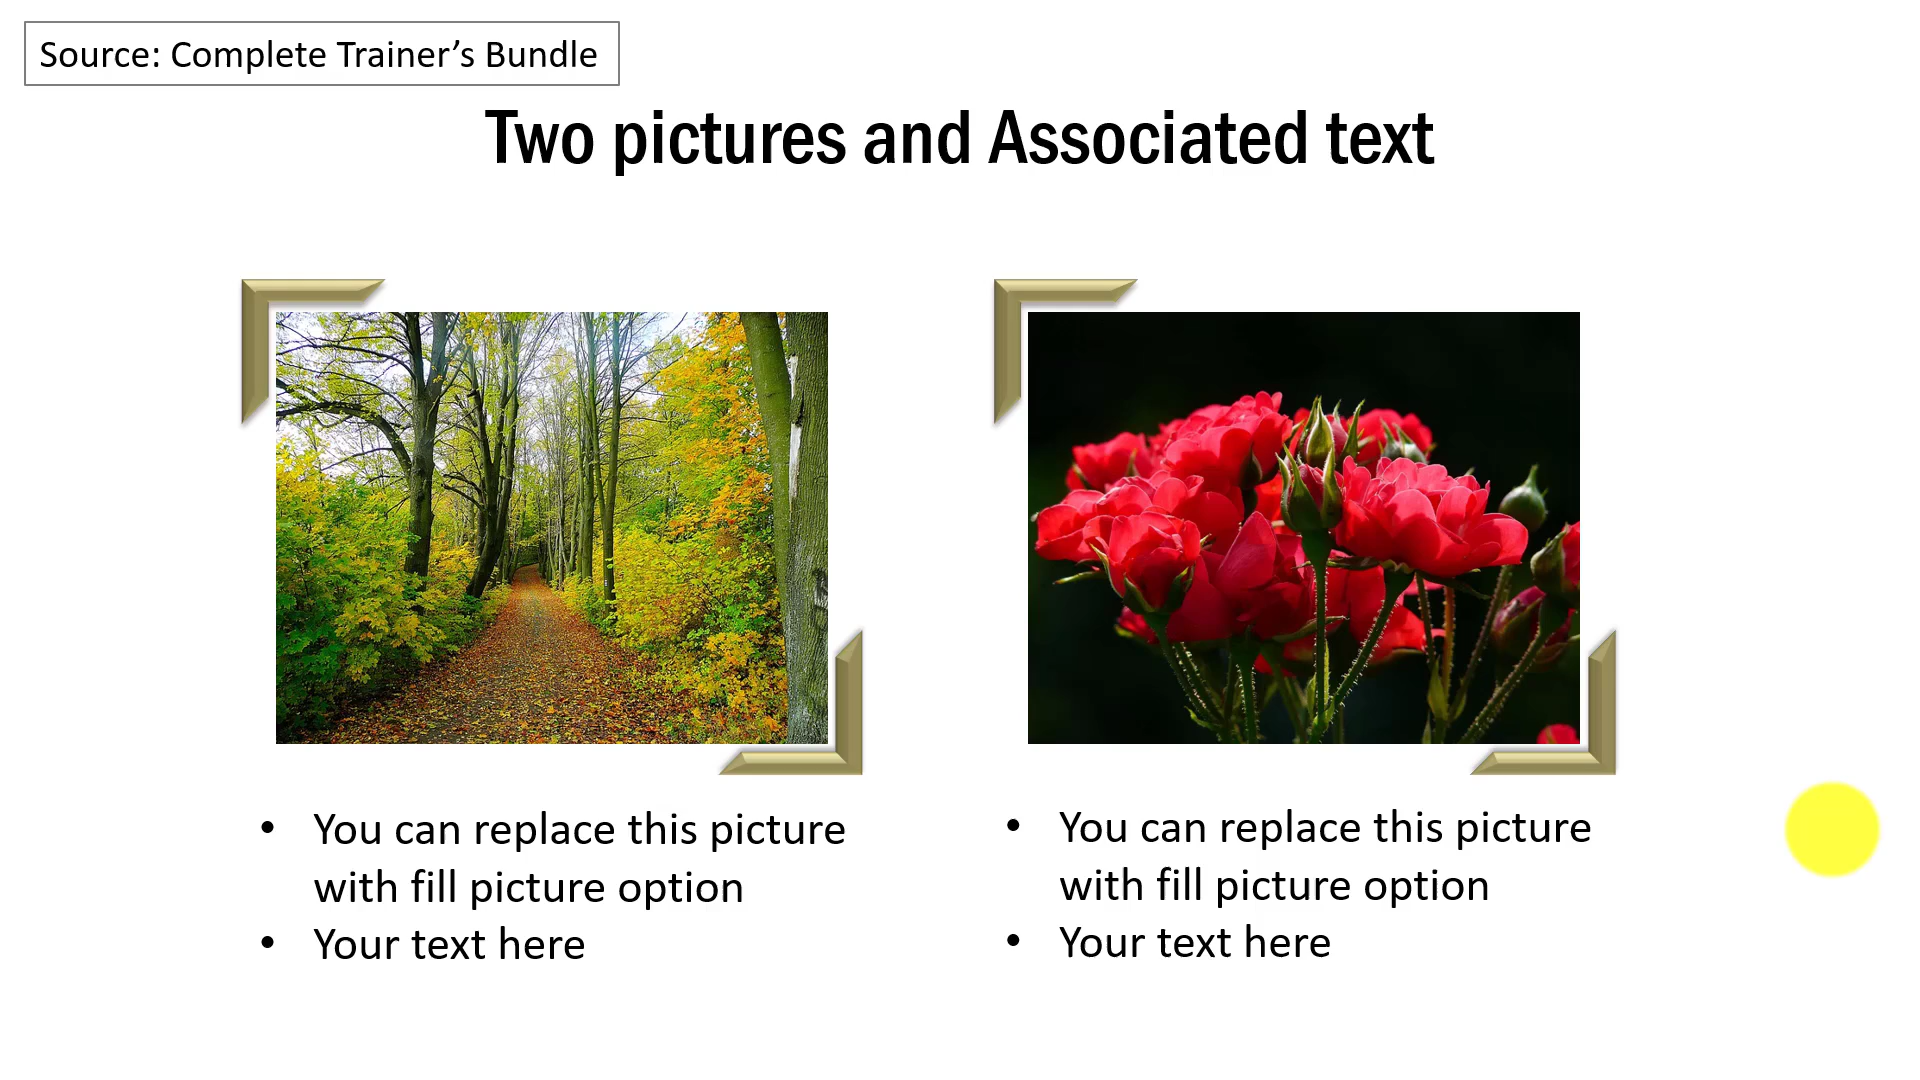 Source: Complete Trainer’s Bundle
Two pictures and Associated text
• You can replace this picture
with fill picture option
• Your text here
• You can replace this picture
with fill picture option
• Your text here